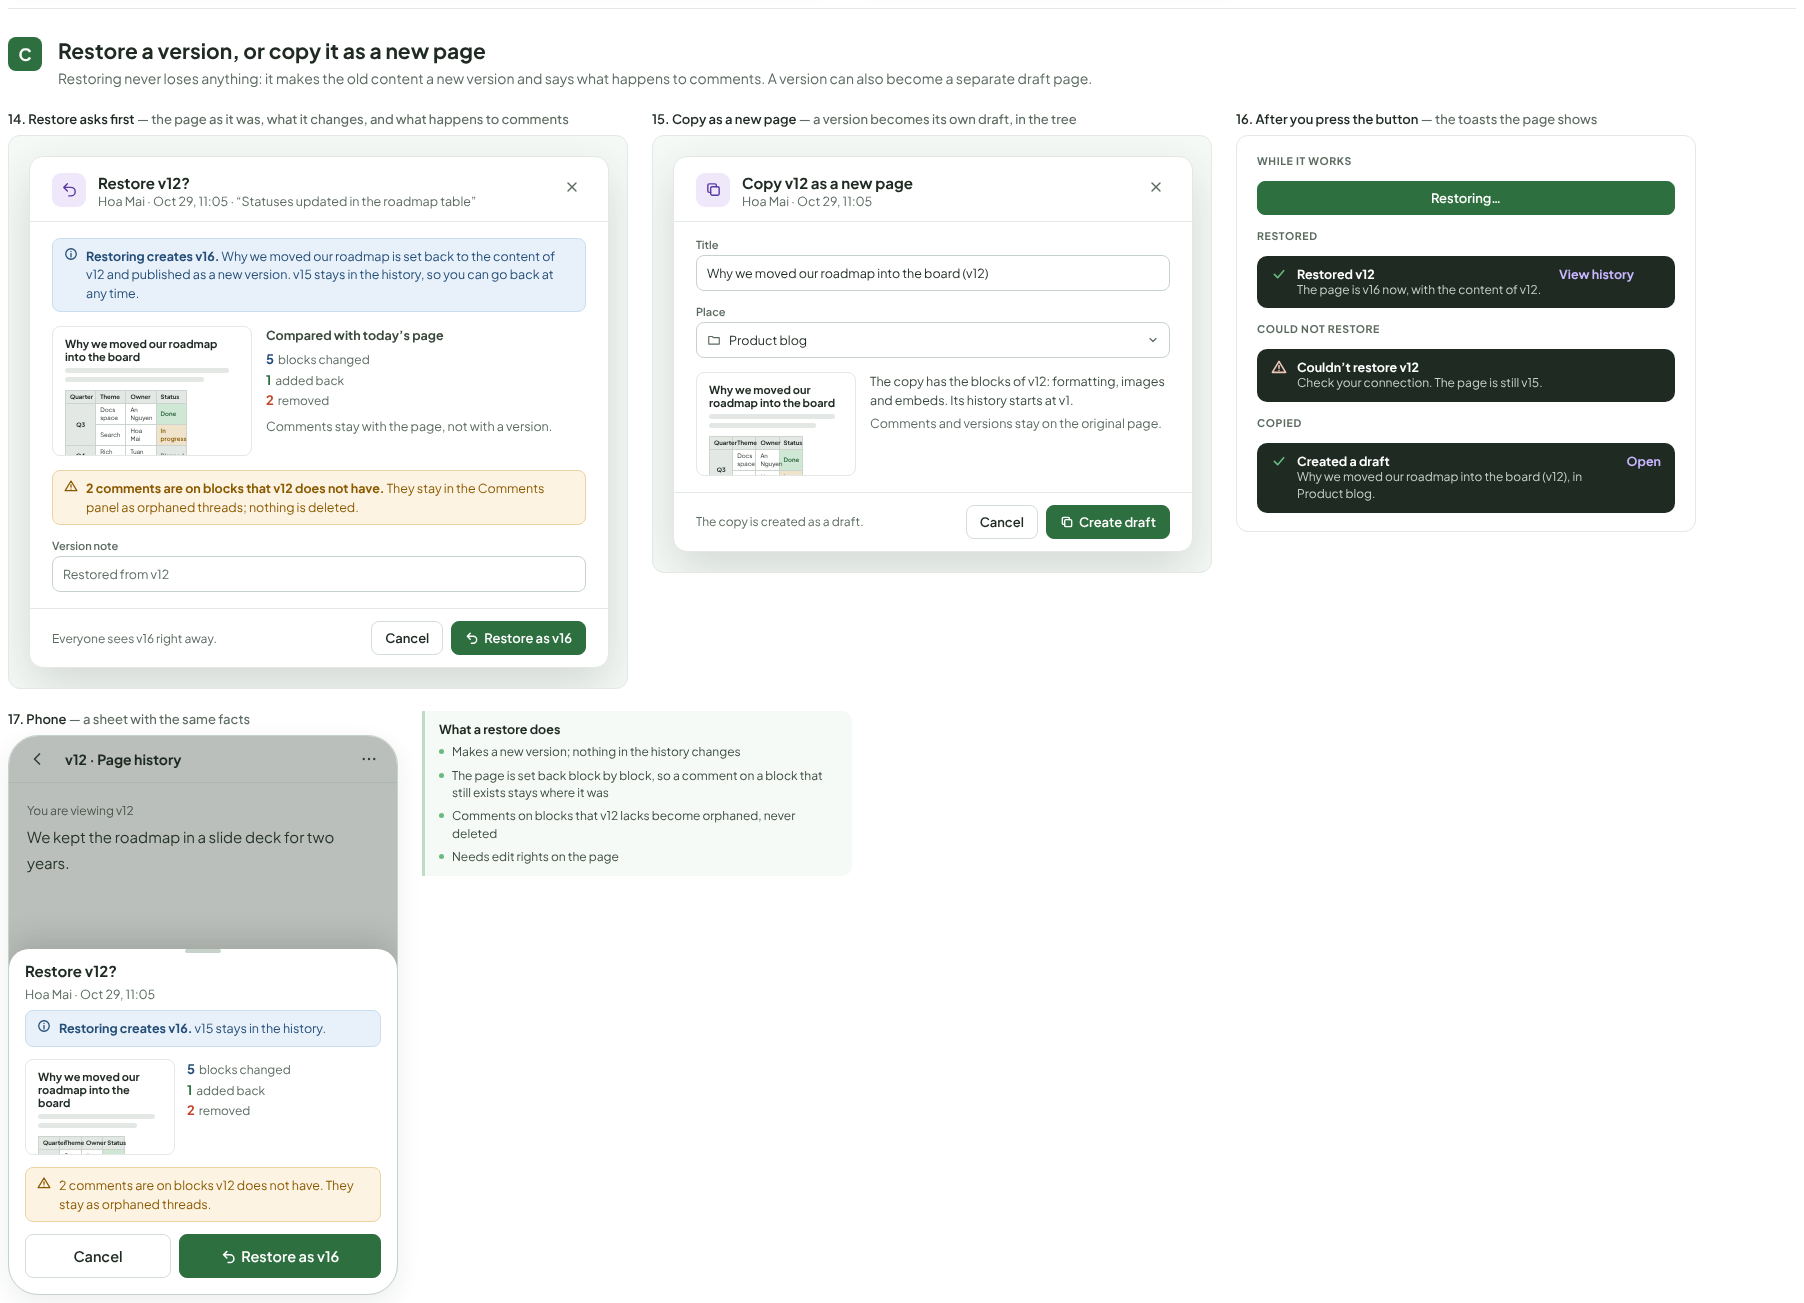 C
Restore a version, or copy it as a new page
Restoring never loses anything: it makes the old content a new version and says what happens to comments. A version can also become a separate draft page.
14. Restore asks first — the page as it was, what it changes, and what happens to comments
Restore v12?
Hoa Mai · Oct 29, 11:05 · “Statuses updated in the roadmap table”
Restoring creates v16. Why we moved our roadmap is set back to the content of
v12 and published as a new version. v15 stays in the history, so you can go back at
any time.
Why we moved our roadmap
into the board
Quarter Theme Owner Status
Q3
Docs space An Nguyen Done
Search Hoa Mai In progress
Rich Tuan
Compared with today’s page
5 blocks changed
1 added back
2 removed
Comments stay with the page, not with a version.
2 comments are on blocks that v12 does not have. They stay in the Comments
panel as orphaned threads; nothing is deleted.
Version note
Restored from v12
Everyone sees v16 right away.
Cancel
Restore as v16
15. Copy as a new page — a version becomes its own draft, in the tree
Copy v12 as a new page
Hoa Mai · Oct 29, 11:05
Title
Why we moved our roadmap into the board (v12)
Place
Product blog
Why we moved our
roadmap into the board
Quarter Theme Owner Status
Q3
Docs space An Nguyen Done
The copy has the blocks of v12: formatting, images
and embeds. Its history starts at v1.
Comments and versions stay on the original page.
The copy is created as a draft.
Cancel
Create draft
16. After you press the button — the toasts the page shows
WHILE IT WORKS
Restoring…
RESTORED
Restored v12
View history
The page is v16 now, with the content of v12.
COULD NOT RESTORE
Couldn’t restore v12
Check your connection. The page is still v15.
COPIED
Created a draft
Open
Why we moved our roadmap into the board (v12), in
Product blog.
17. Phone — a sheet with the same facts
v12 · Page history
You are viewing v12
We kept the roadmap in a slide deck for two
years.
Restore v12?
Hoa Mai · Oct 29, 11:05
Restoring creates v16. v15 stays in the history.
Why we moved our
roadmap into the
board
Quarter Theme Owner Status
5 blocks changed
1 added back
2 removed
2 comments are on blocks v12 does not have. They
stay as orphaned threads.
Cancel
Restore as v16
What a restore does
Makes a new version; nothing in the history changes
The page is set back block by block, so a comment on a block that
still exists stays where it was
Comments on blocks that v12 lacks become orphaned, never
deleted
Needs edit rights on the page